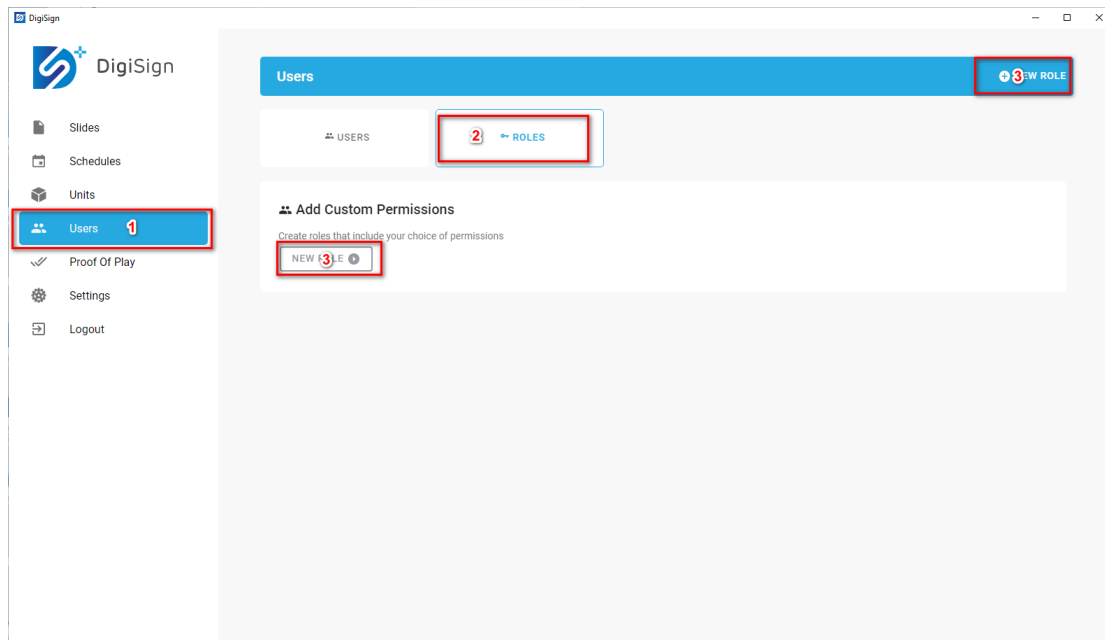 DigiSign
DigiSign
Slides
Schedules
Units
Users 1
Proof Of Play
Settings
Logout
Users
3 EW ROLE
USERS
2 ROLES
Add Custom Permissions
Create roles that include your choice of permissions
NEW 3 LE